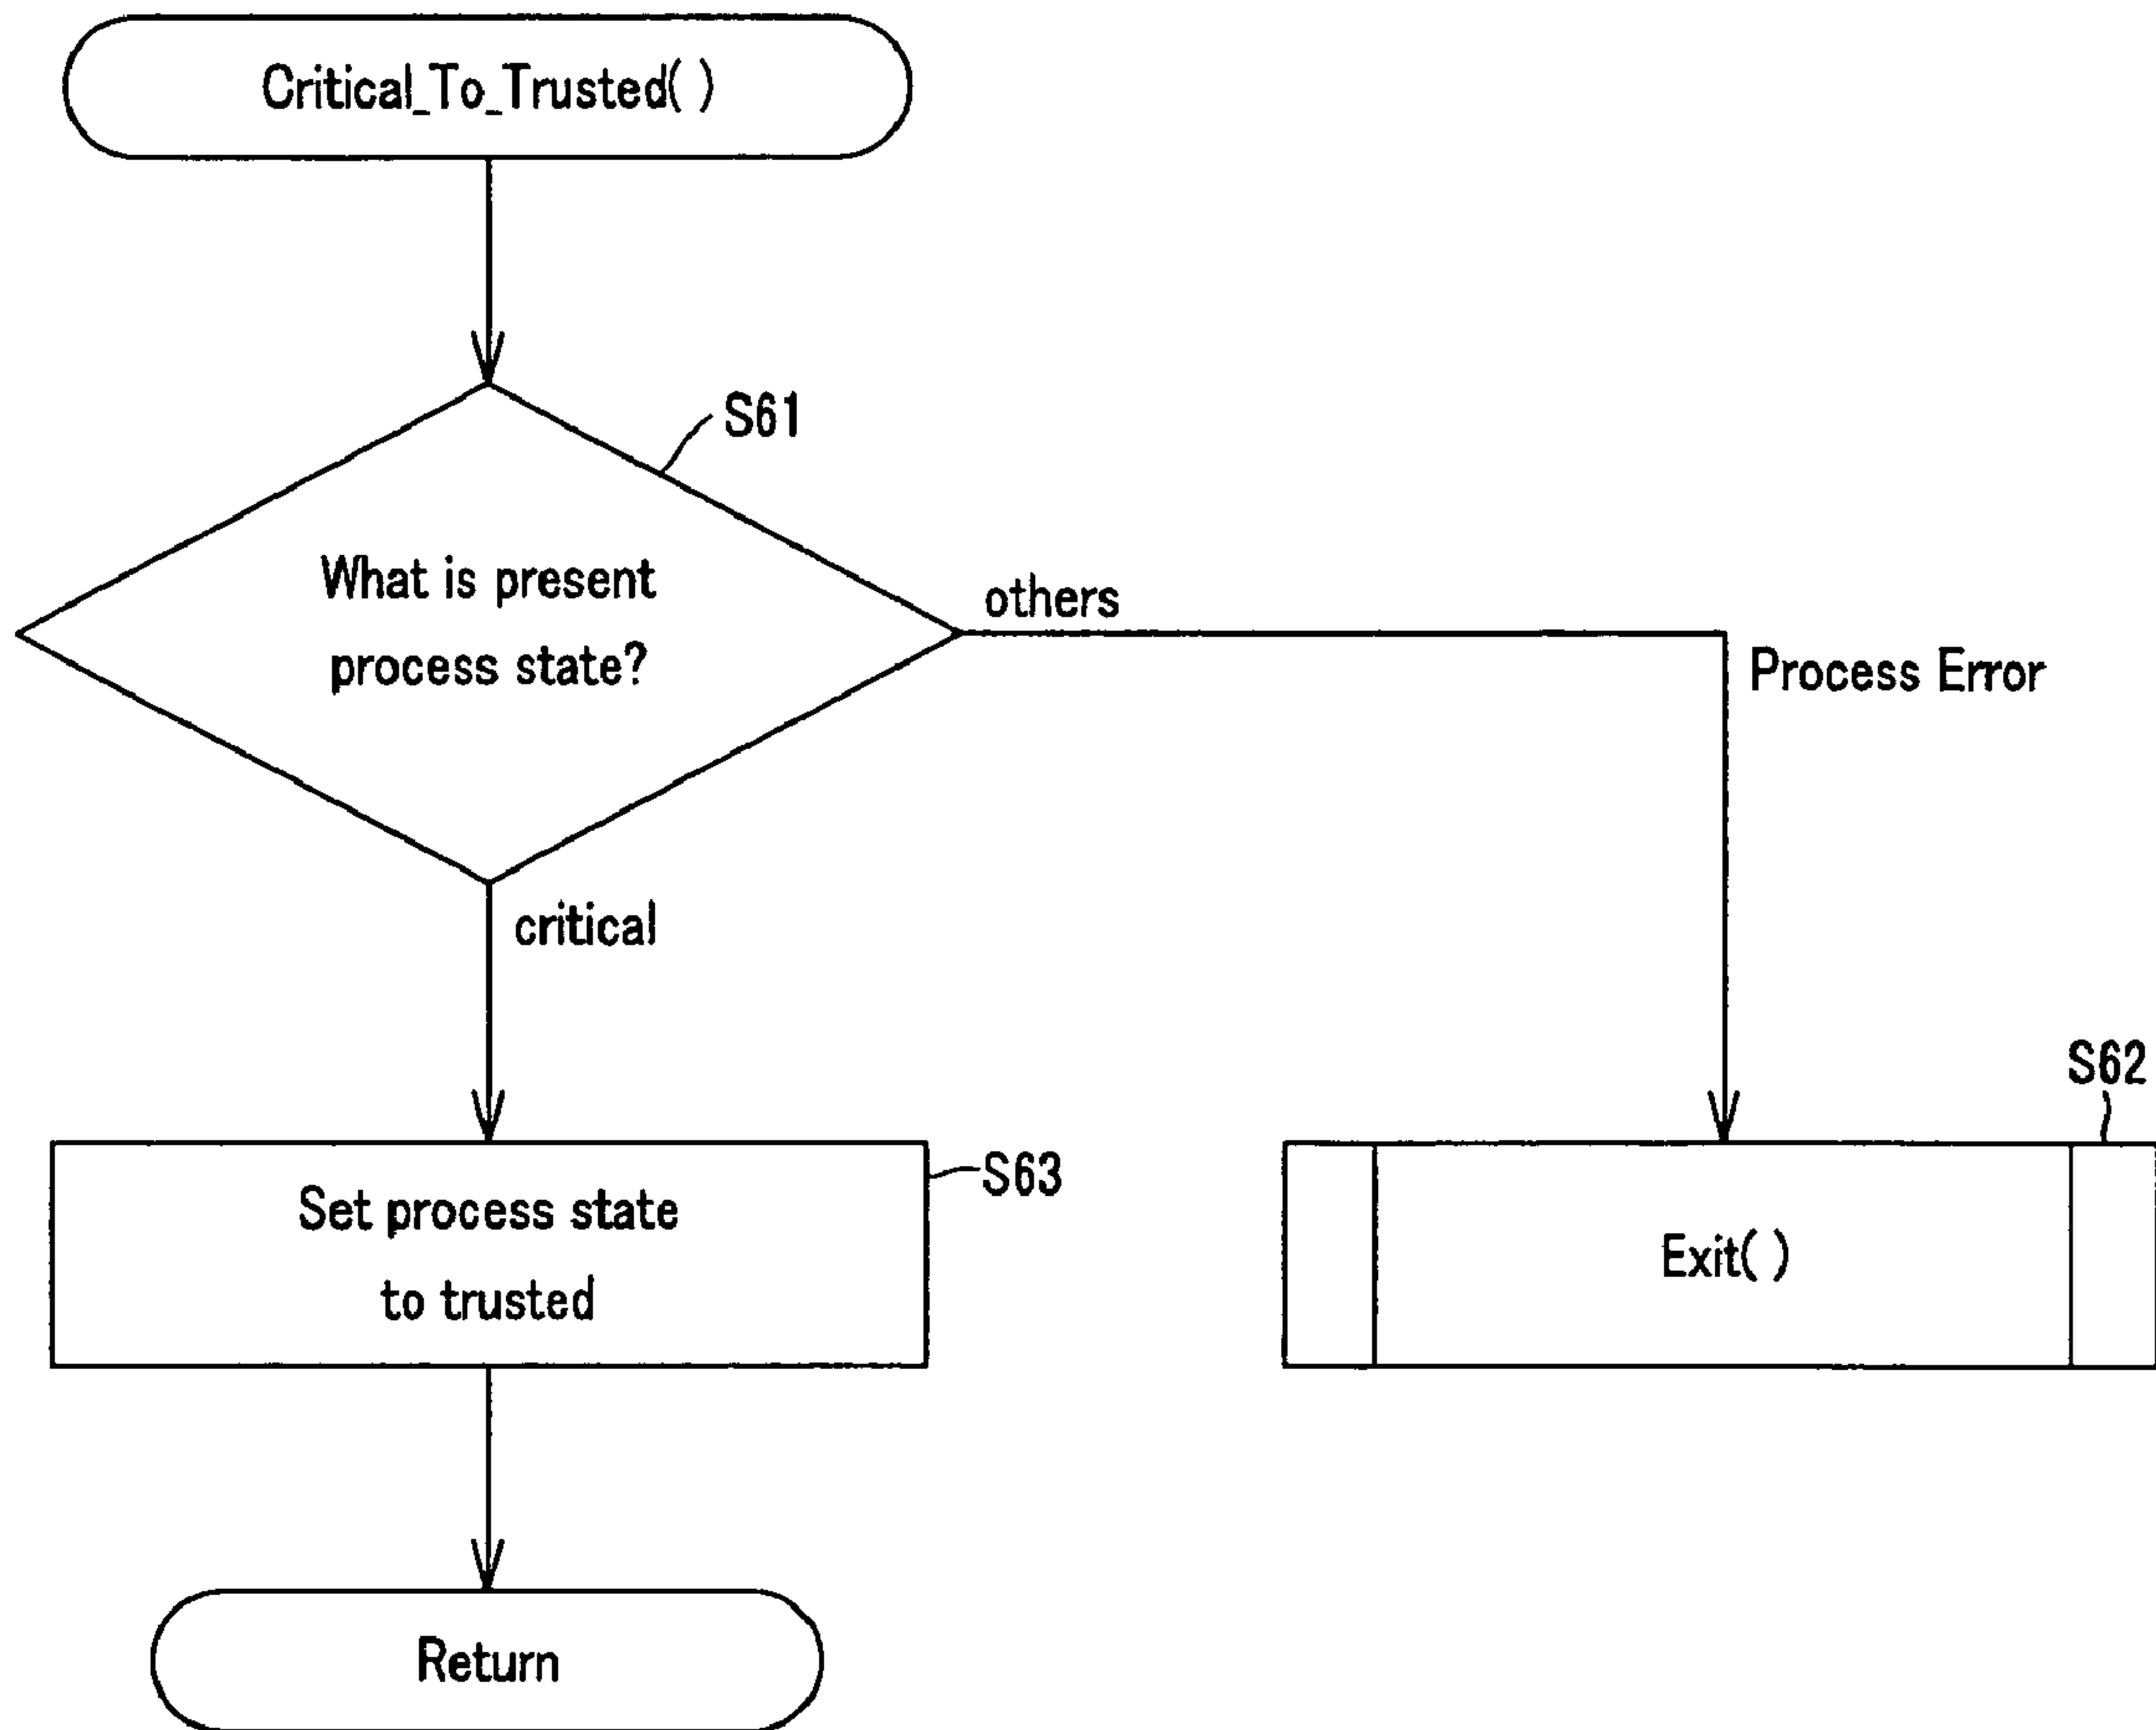 Critical_To_Trusted( )
S61
What is present
process state?
others
Process Error
critical
S62
S63
Set process state
to trusted
Exit( )
Return